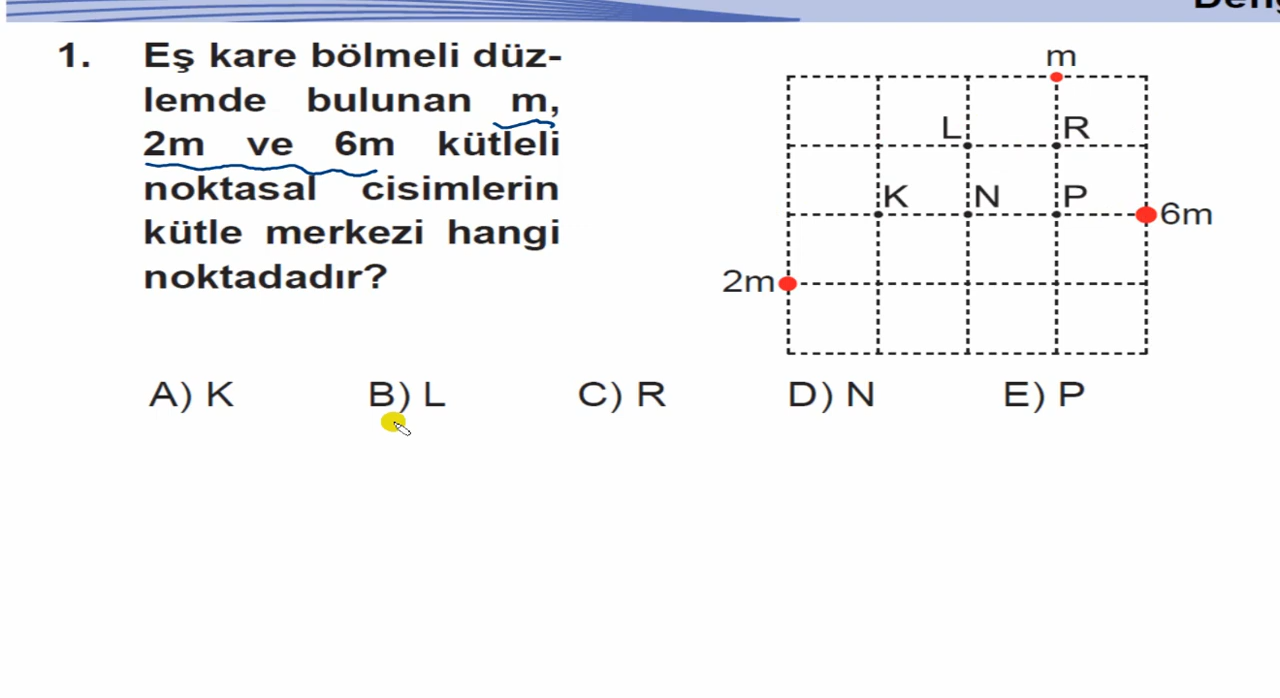 1. Eş kare bölmeli düz-
lemde bulunan m,
2m ve 6m kütleli
noktasal cisimlerin
kütle merkezi hangi
noktadadır?
m
L R
K N P
6m
2m
A) K B) L C) R D) N E) P